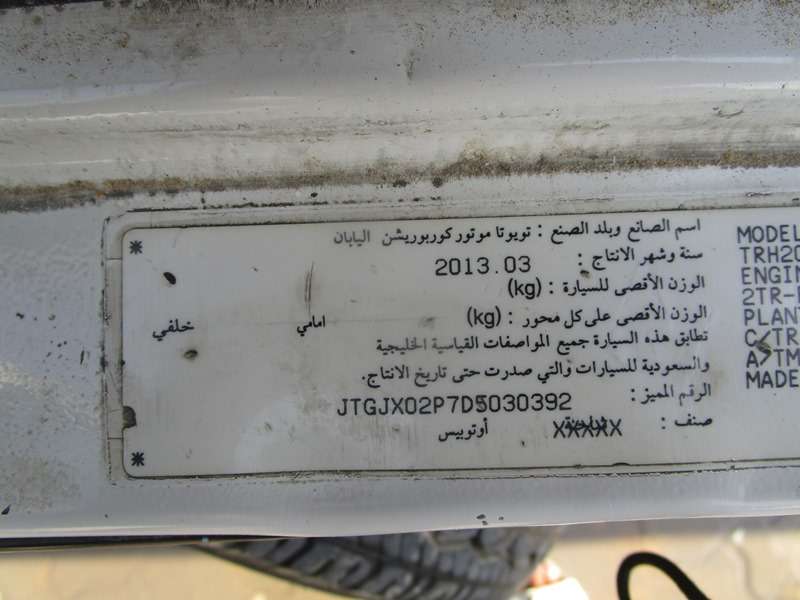 اسم الصانع وبلد الصنع : تويوتا موتور كوربوريشن اليابان
سنة وشهر الانتاج : 2013.03
الوزن الأقصى للسيارة : (kg)
الوزن الأقصى على كل محور : (kg) امامي خلفي
تطابق هذه السيارة جميع المواصفات القياسية الخليجية
والسعودية للسيارات والتي صدرت حتى تاريخ الانتاج.
الرقم المميز : JTGJX02P7D5030392
صنف : XXXXX أوتوبيس
MODEL
TRH20
ENGIN
2TR-F
PLANT
C/TR
A/TM
MADE